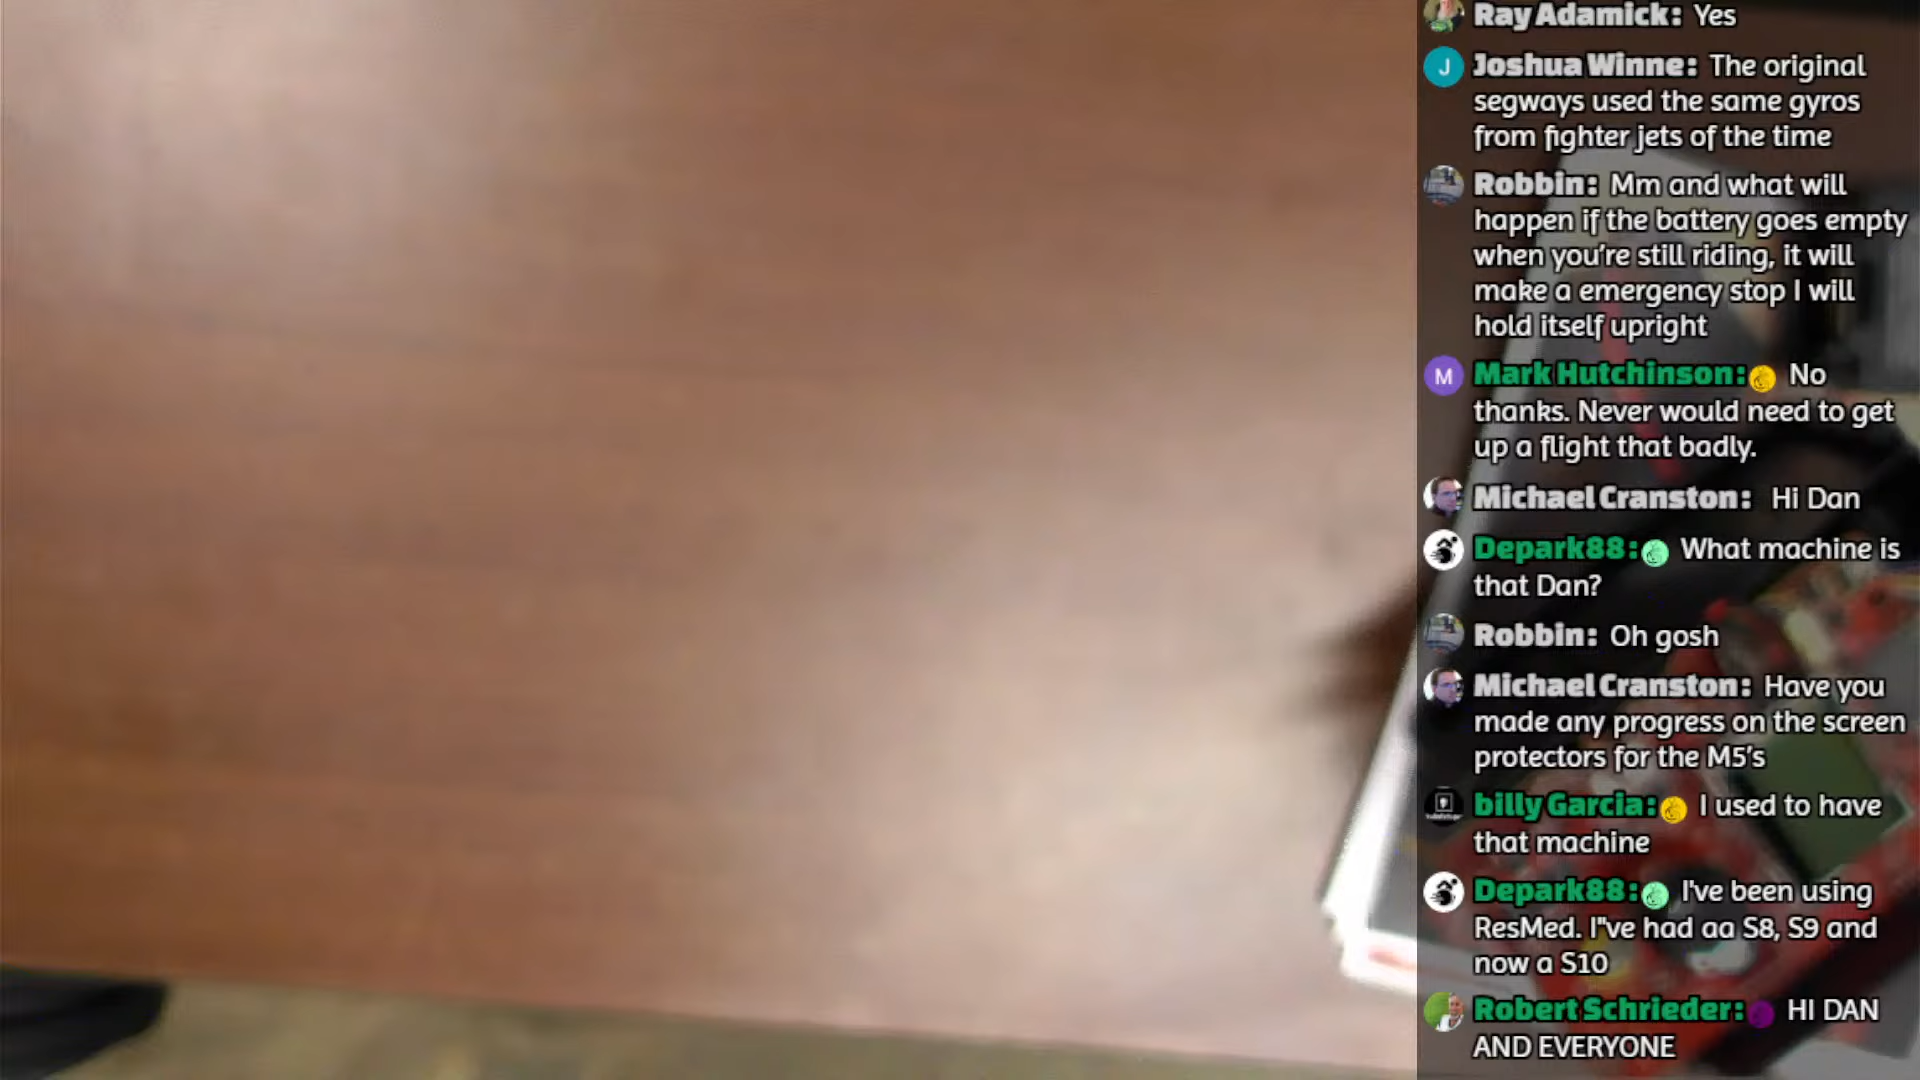 Ray Adamick: Yes
J Joshua Winne: The original
segways used the same gyros
from fighter jets of the time
Robbin: Mm and what will
happen if the battery goes empty
when you're still riding, it will
make a emergency stop I will
hold itself upright
M Mark Hutchinson: No
thanks. Never would need to get
up a flight that badly.
Michael Cranston: Hi Dan
Depark88: What machine is
that Dan?
Robbin: Oh gosh
Michael Cranston: Have you
made any progress on the screen
protectors for the M5's
billy Garcia: I used to have
that machine
Depark88: I've been using
ResMed. I"ve had aa S8, S9 and
now a S10
Robert Schrieder: HI DAN
AND EVERYONE